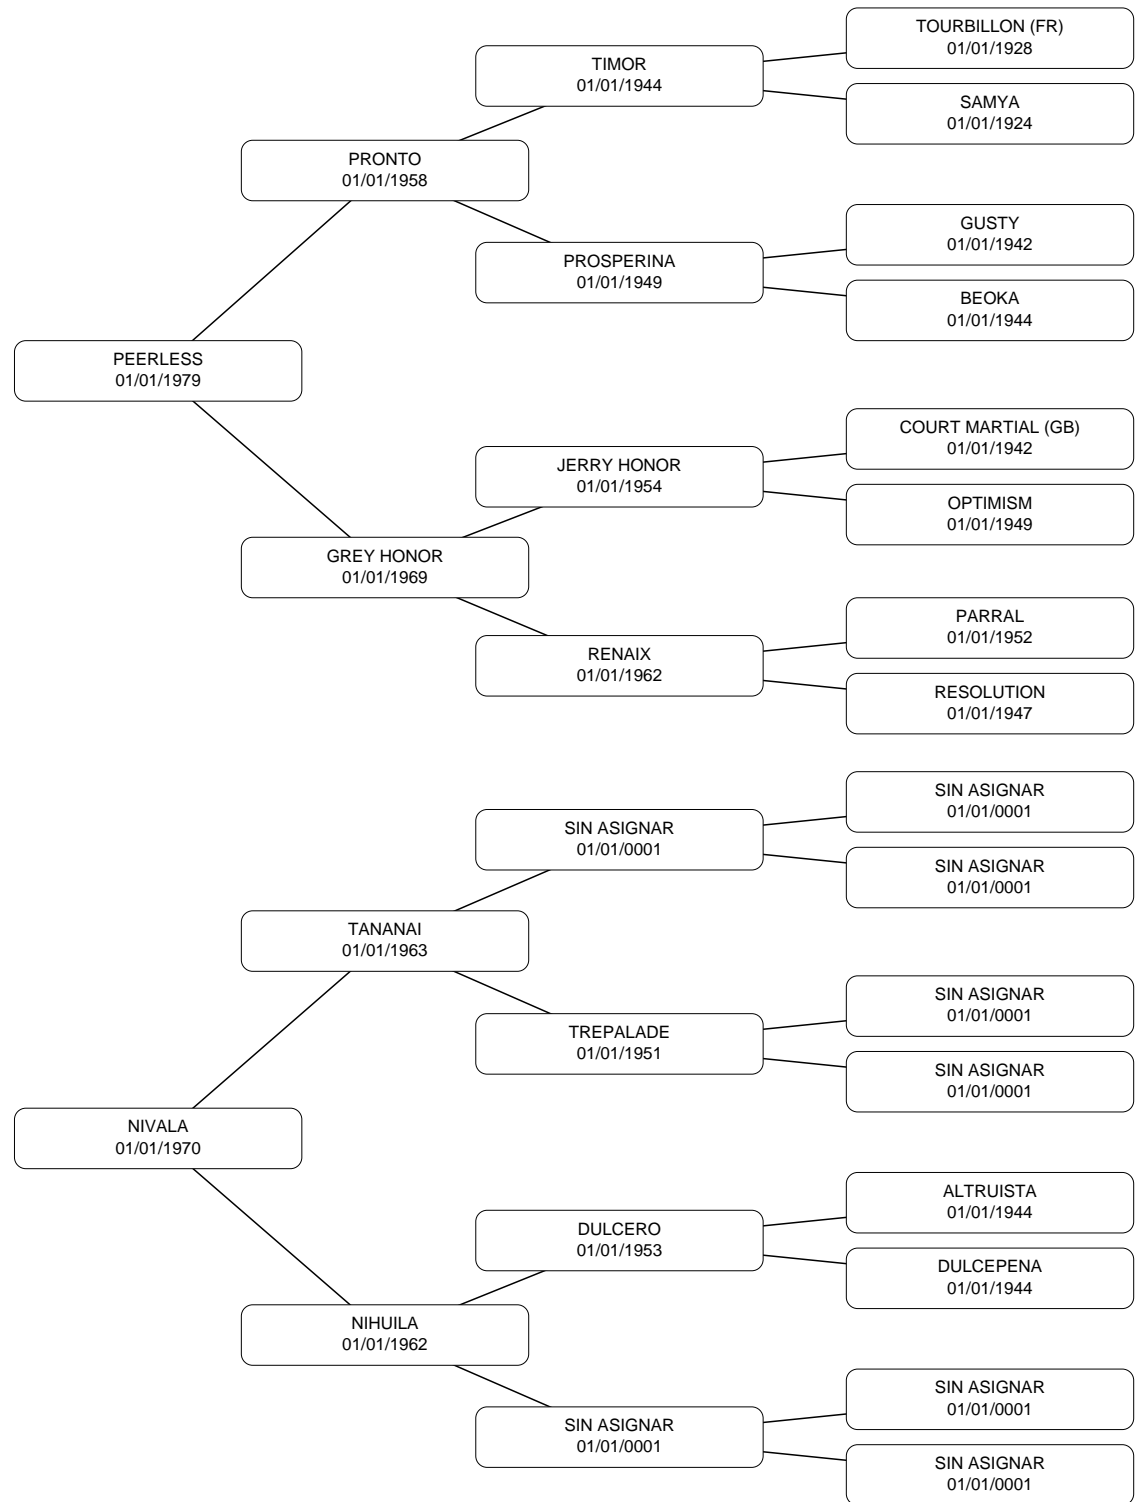 TOURBILLON (FR)
01/01/1928
TIMOR
01/01/1944
SAMYA
01/01/1924
PRONTO
01/01/1958
GUSTY
01/01/1942
PROSPERINA
01/01/1949
BEOKA
01/01/1944
PEERLESS
01/01/1979
COURT MARTIAL (GB)
01/01/1942
JERRY HONOR
01/01/1954
OPTIMISM
01/01/1949
GREY HONOR
01/01/1969
PARRAL
01/01/1952
RENAIX
01/01/1962
RESOLUTION
01/01/1947
SIN ASIGNAR
01/01/0001
SIN ASIGNAR
01/01/0001
SIN ASIGNAR
01/01/0001
TANANAI
01/01/1963
SIN ASIGNAR
01/01/0001
TREPALADE
01/01/1951
SIN ASIGNAR
01/01/0001
NIVALA
01/01/1970
ALTRUISTA
01/01/1944
DULCERO
01/01/1953
DULCEPENA
01/01/1944
NIHUILA
01/01/1962
SIN ASIGNAR
01/01/0001
SIN ASIGNAR
01/01/0001
SIN ASIGNAR
01/01/0001